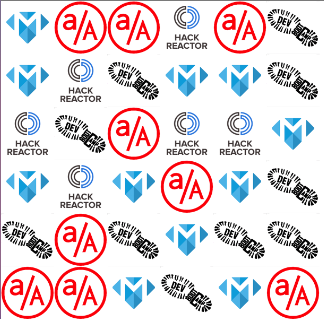 M a/A a/A HACK REACTOR a/A DEV
M HACK REACTOR DEV M M DEV
HACK REACTOR DEV a/A HACK REACTOR HACK REACTOR M
M HACK REACTOR M a/A M DEV
DEV a/A DEV M DEV DEV
a/A a/A M DEV M a/A